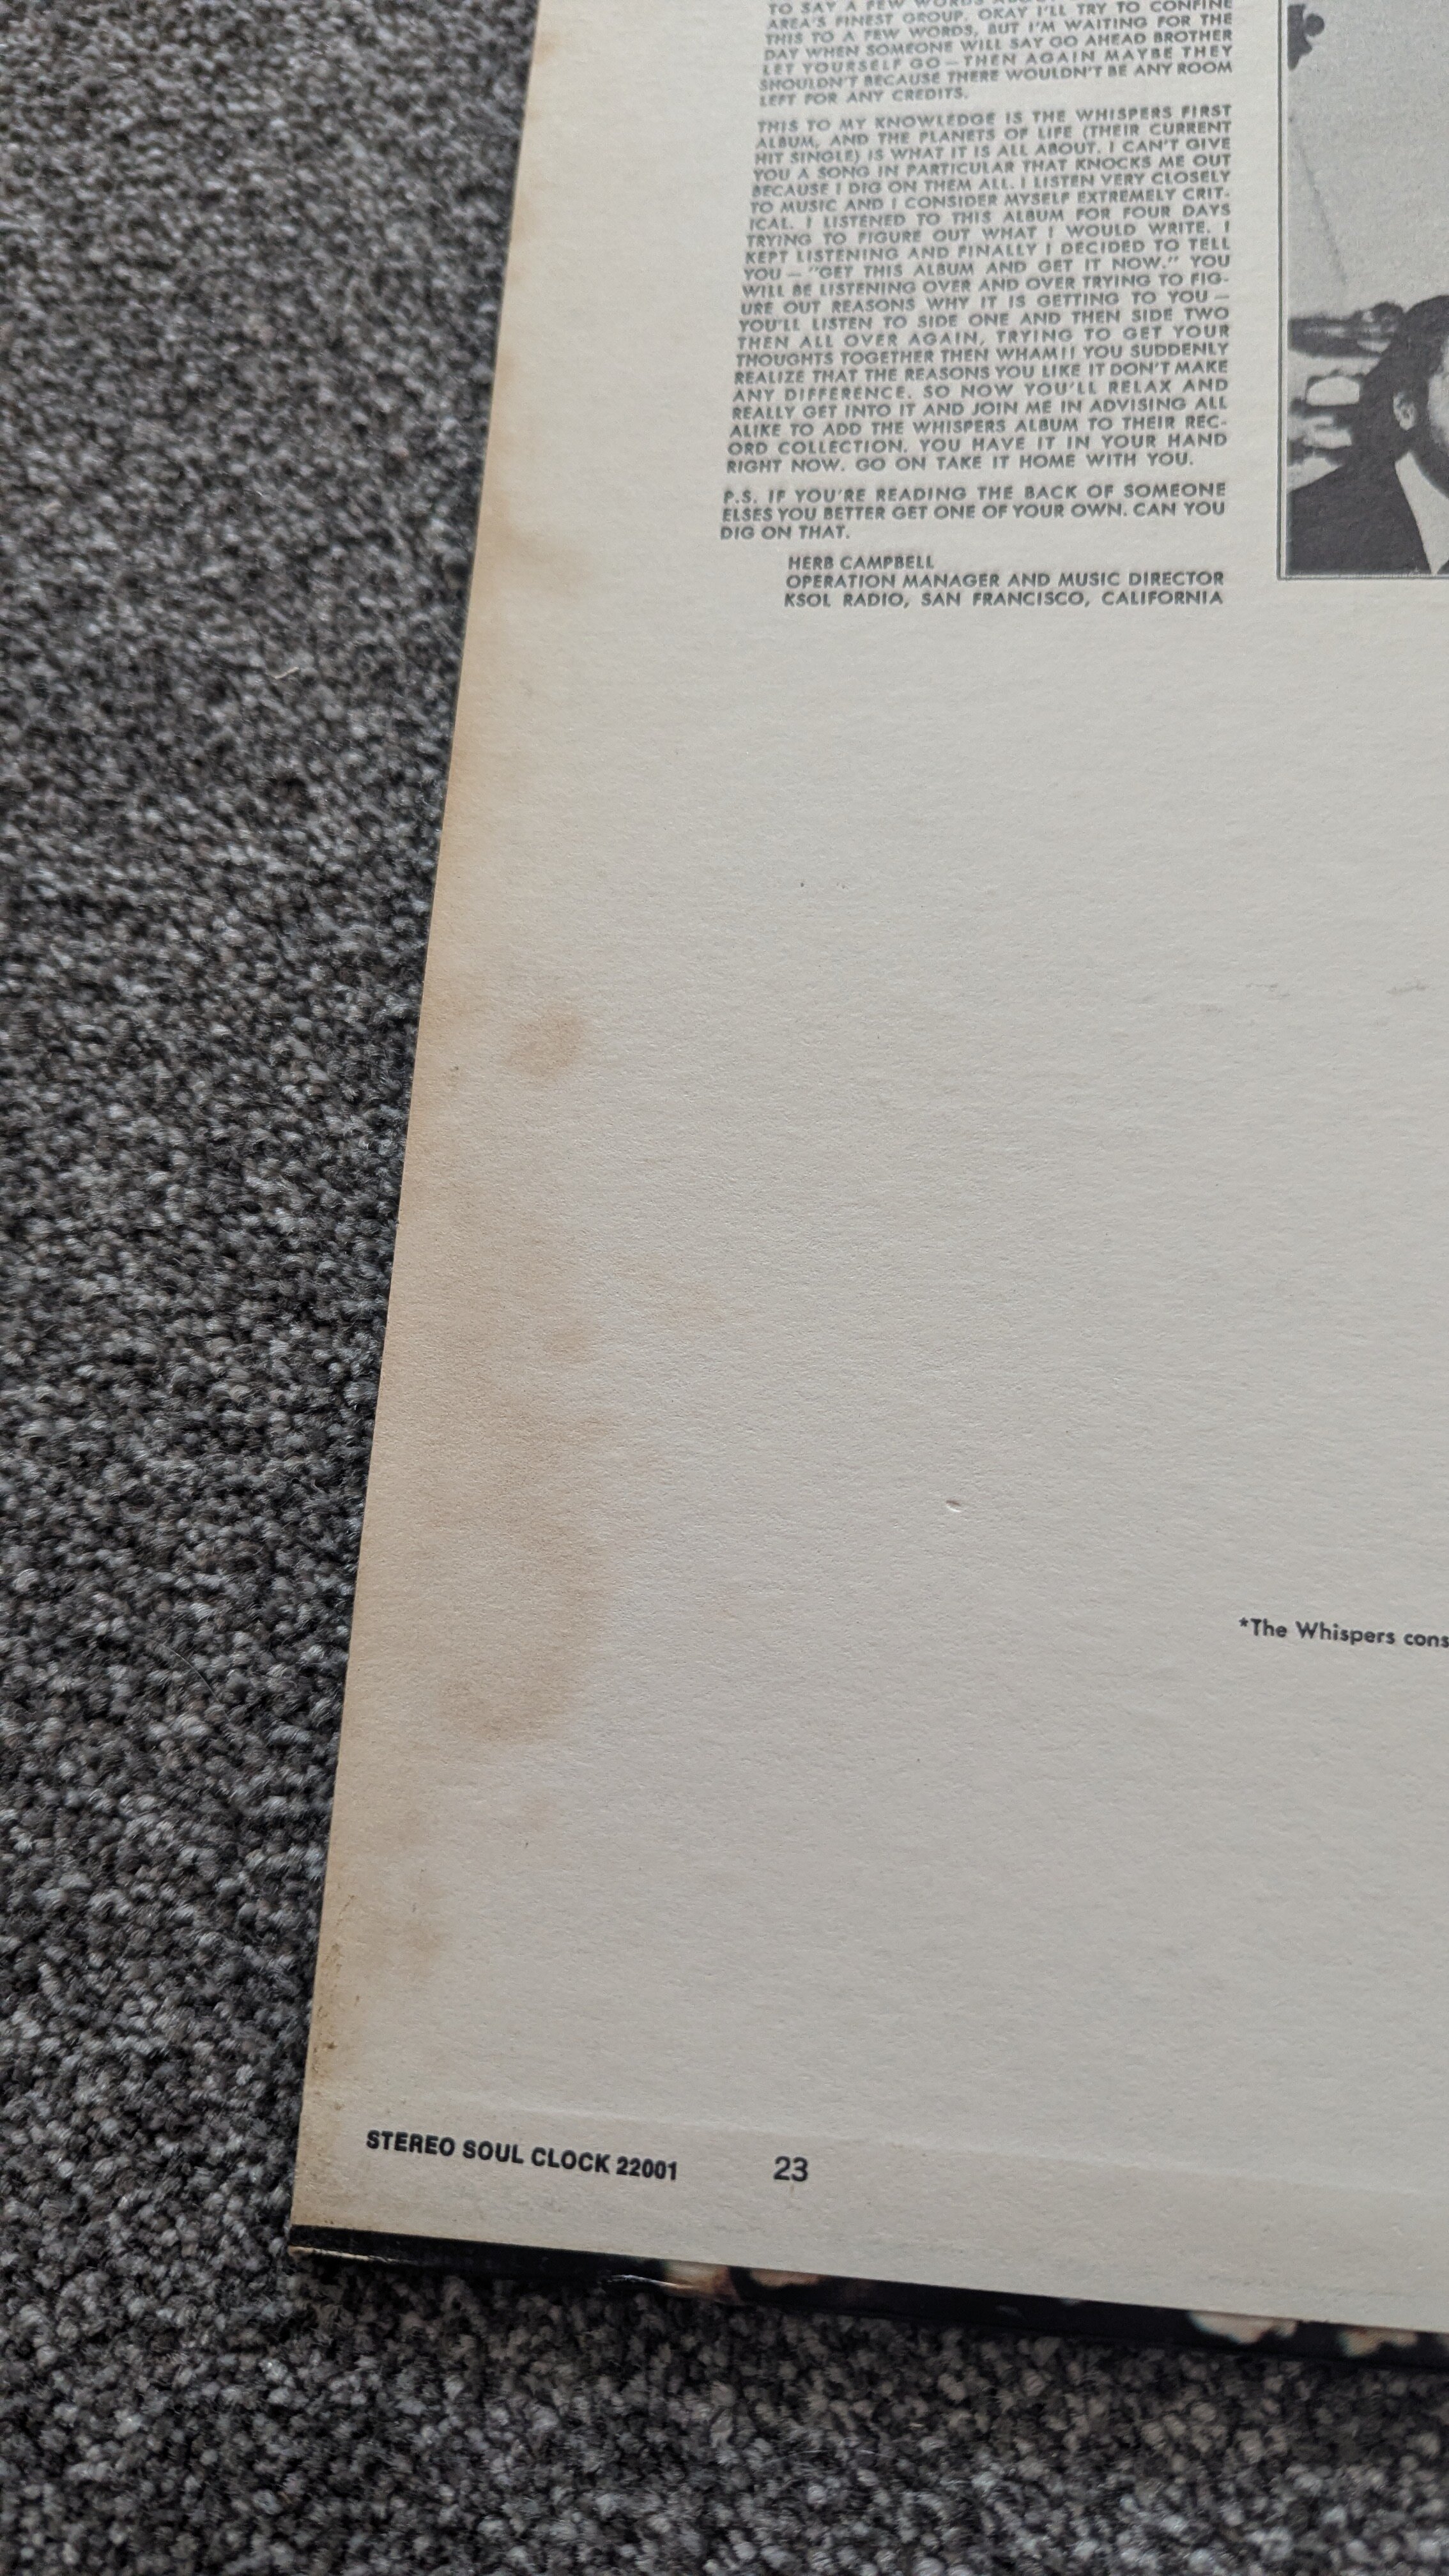 TO SAY A FEW WORDS ABOUT
AREA'S FINEST GROUP. OKAY I'LL TRY TO CONFINE
THIS TO A FEW WORDS, BUT I'M WAITING FOR THE
DAY WHEN SOMEONE WILL SAY GO AHEAD BROTHER
LET YOURSELF GO — THEN AGAIN MAYBE THEY
SHOULDN'T BECAUSE THERE WOULDN'T BE ANY ROOM
LEFT FOR ANY CREDITS.
THIS TO MY KNOWLEDGE IS THE WHISPERS FIRST
ALBUM, AND THE PLANETS OF LIFE (THEIR CURRENT
HIT SINGLE) IS WHAT IT IS ALL ABOUT. I CAN'T GIVE
YOU A SONG IN PARTICULAR THAT KNOCKS ME OUT
BECAUSE I DIG ON THEM ALL. I LISTEN VERY CLOSELY
TO MUSIC AND I CONSIDER MYSELF EXTREMELY CRIT-
ICAL. I LISTENED TO THIS ALBUM FOR FOUR DAYS
TRYING TO FIGURE OUT WHAT I WOULD WRITE. I
KEPT LISTENING AND FINALLY I DECIDED TO TELL
YOU — "GET THIS ALBUM AND GET IT NOW." YOU
WILL BE LISTENING OVER AND OVER TRYING TO FIG-
URE OUT REASONS WHY IT IS GETTING TO YOU —
YOU'LL LISTEN TO SIDE ONE AND THEN SIDE TWO
THEN ALL OVER AGAIN, TRYING TO GET YOUR
THOUGHTS TOGETHER THEN WHAM!! YOU SUDDENLY
REALIZE THAT THE REASONS YOU LIKE IT DON'T MAKE
ANY DIFFERENCE. SO NOW YOU'LL RELAX AND
REALLY GET INTO IT AND JOIN ME IN ADVISING ALL
ALIKE TO ADD THE WHISPERS ALBUM TO THEIR REC-
ORD COLLECTION. YOU HAVE IT IN YOUR HAND
RIGHT NOW. GO ON TAKE IT HOME WITH YOU.
P.S. IF YOU'RE READING THE BACK OF SOMEONE
ELSES YOU BETTER GET ONE OF YOUR OWN. CAN YOU
DIG ON THAT.
HERB CAMPBELL
OPERATION MANAGER AND MUSIC DIRECTOR
KSOL RADIO, SAN FRANCISCO, CALIFORNIA
*The Whispers cons
STEREO SOUL CLOCK 22001 23